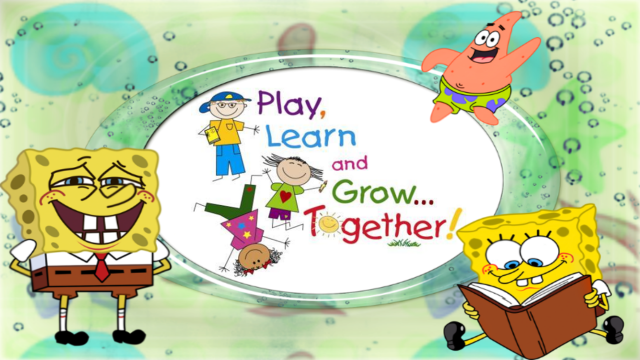 Play,
Learn
and
Grow...
Together!